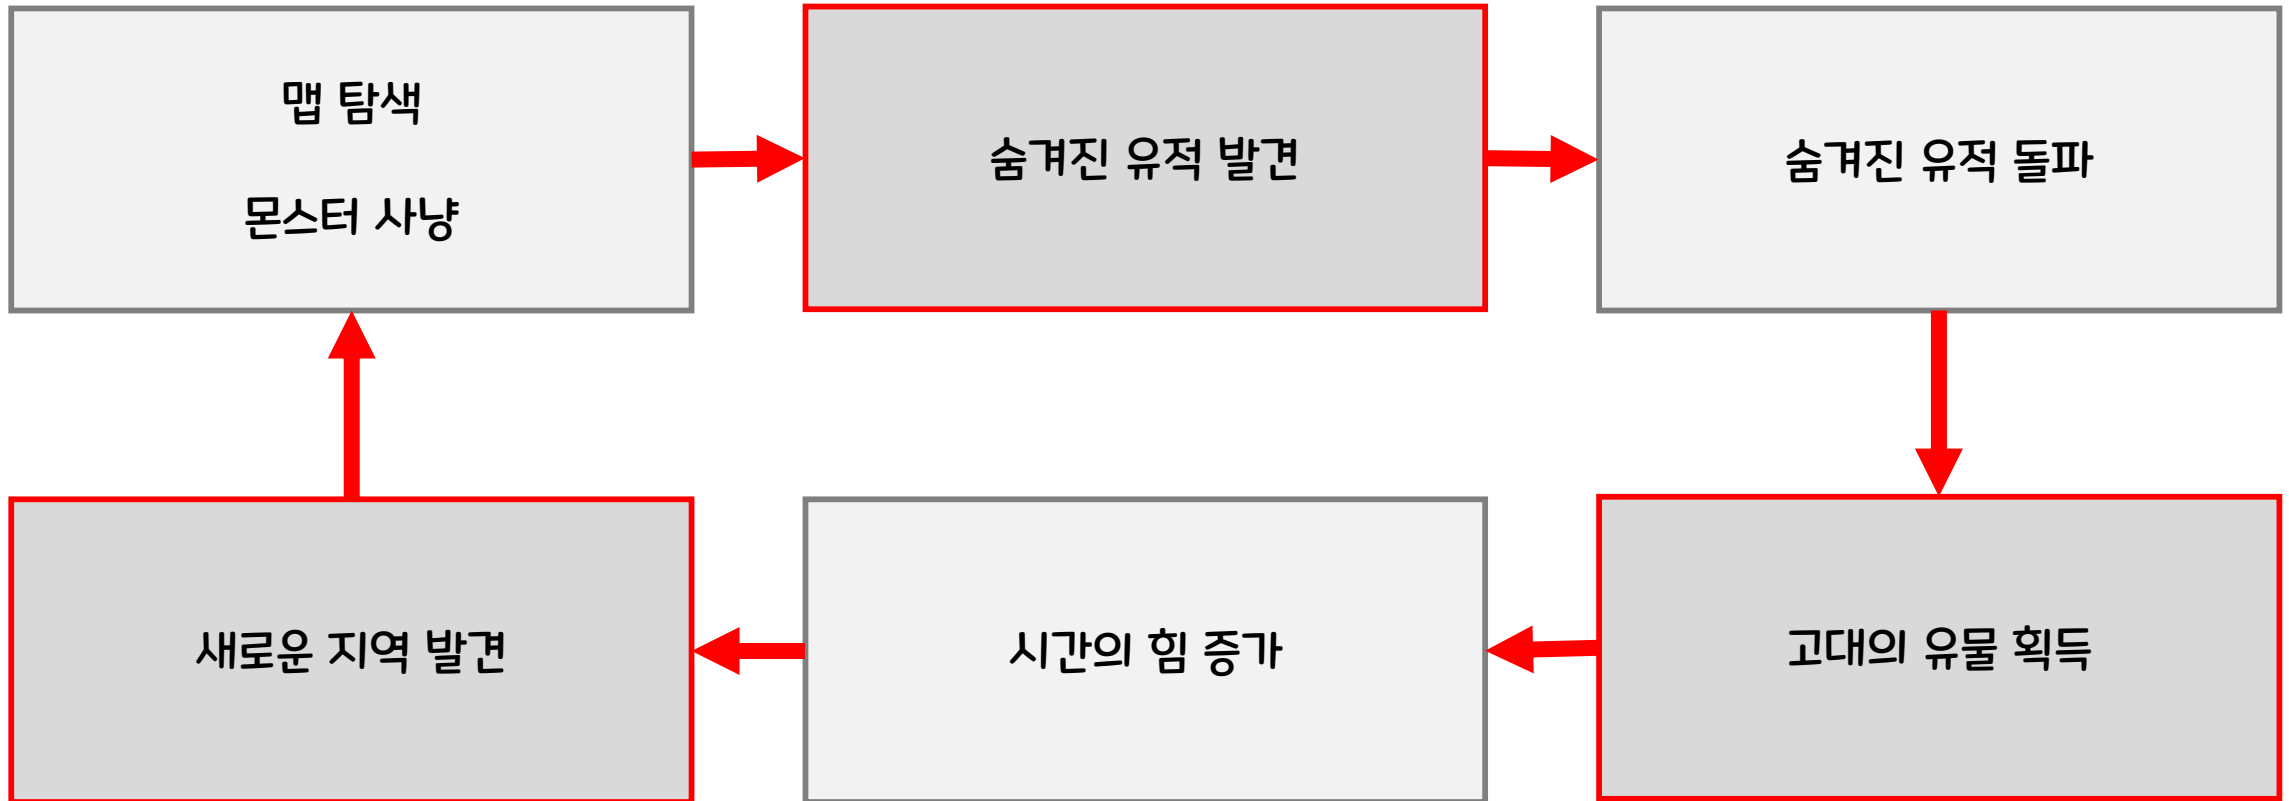 맵 탐색
몬스터 사냥
숨겨진 유적 발견
숨겨진 유적 돌파
새로운 지역 발견
시간의 힘 증가
고대의 유물 획득